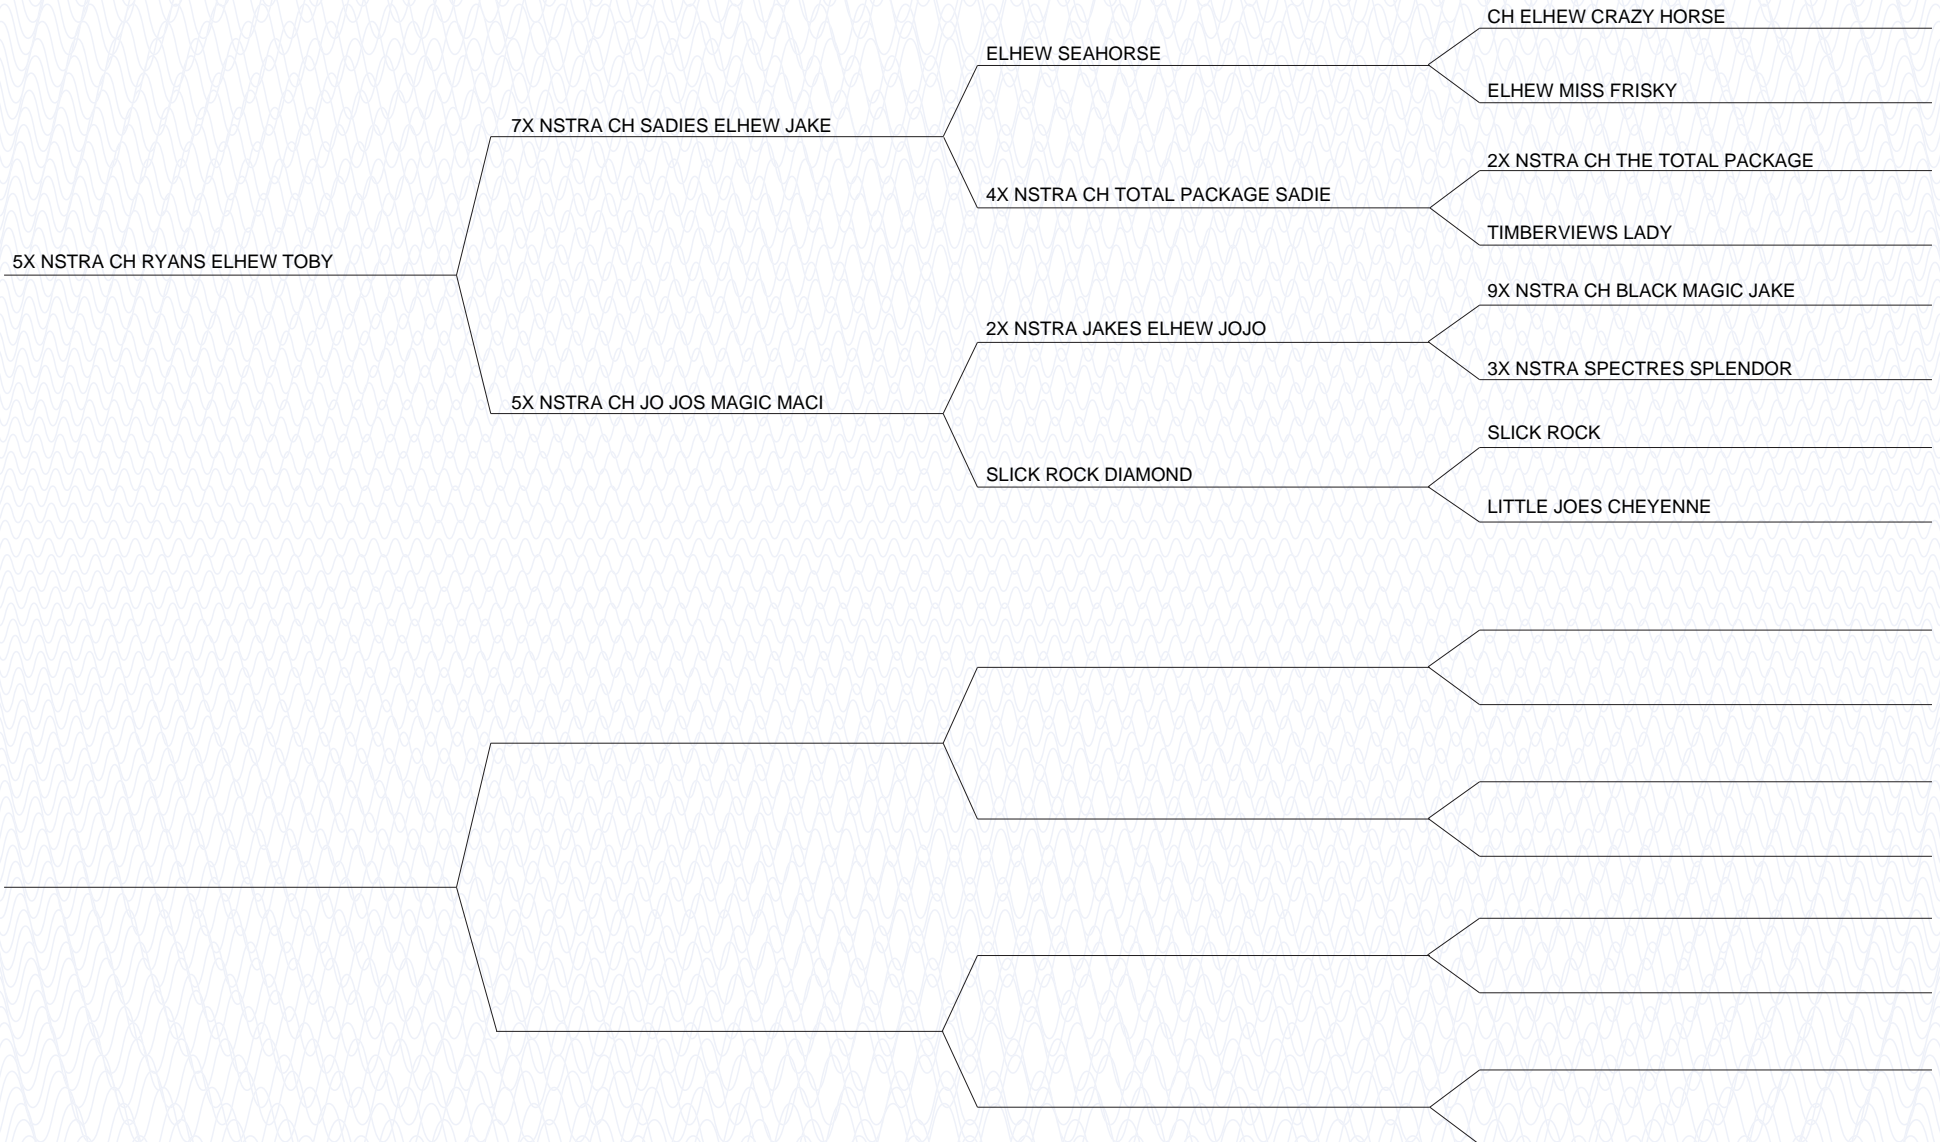 CH ELHEW CRAZY HORSE
ELHEW SEAHORSE
ELHEW MISS FRISKY
7X NSTRA CH SADIES ELHEW JAKE
2X NSTRA CH THE TOTAL PACKAGE
4X NSTRA CH TOTAL PACKAGE SADIE
TIMBERVIEWS LADY
5X NSTRA CH RYANS ELHEW TOBY
9X NSTRA CH BLACK MAGIC JAKE
2X NSTRA JAKES ELHEW JOJO
3X NSTRA SPECTRES SPLENDOR
5X NSTRA CH JO JOS MAGIC MACI
SLICK ROCK
SLICK ROCK DIAMOND
LITTLE JOES CHEYENNE